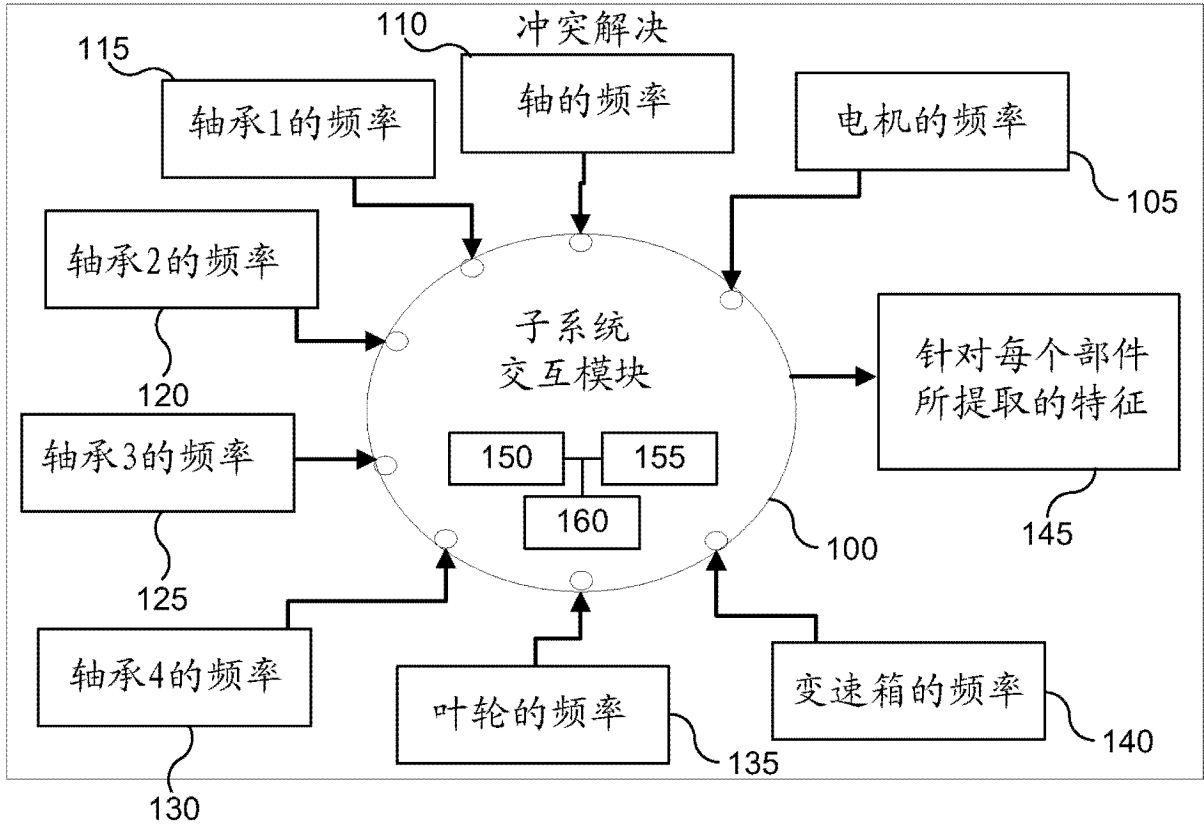 冲突解决
110
115
轴的频率
轴承1的频率
电机的频率
105
轴承2的频率
120
子系统
交互模块
针对每个部件
所提取的特征
145
轴承3的频率
125
150
155
160
100
轴承4的频率
130
叶轮的频率
135
变速箱的频率
140